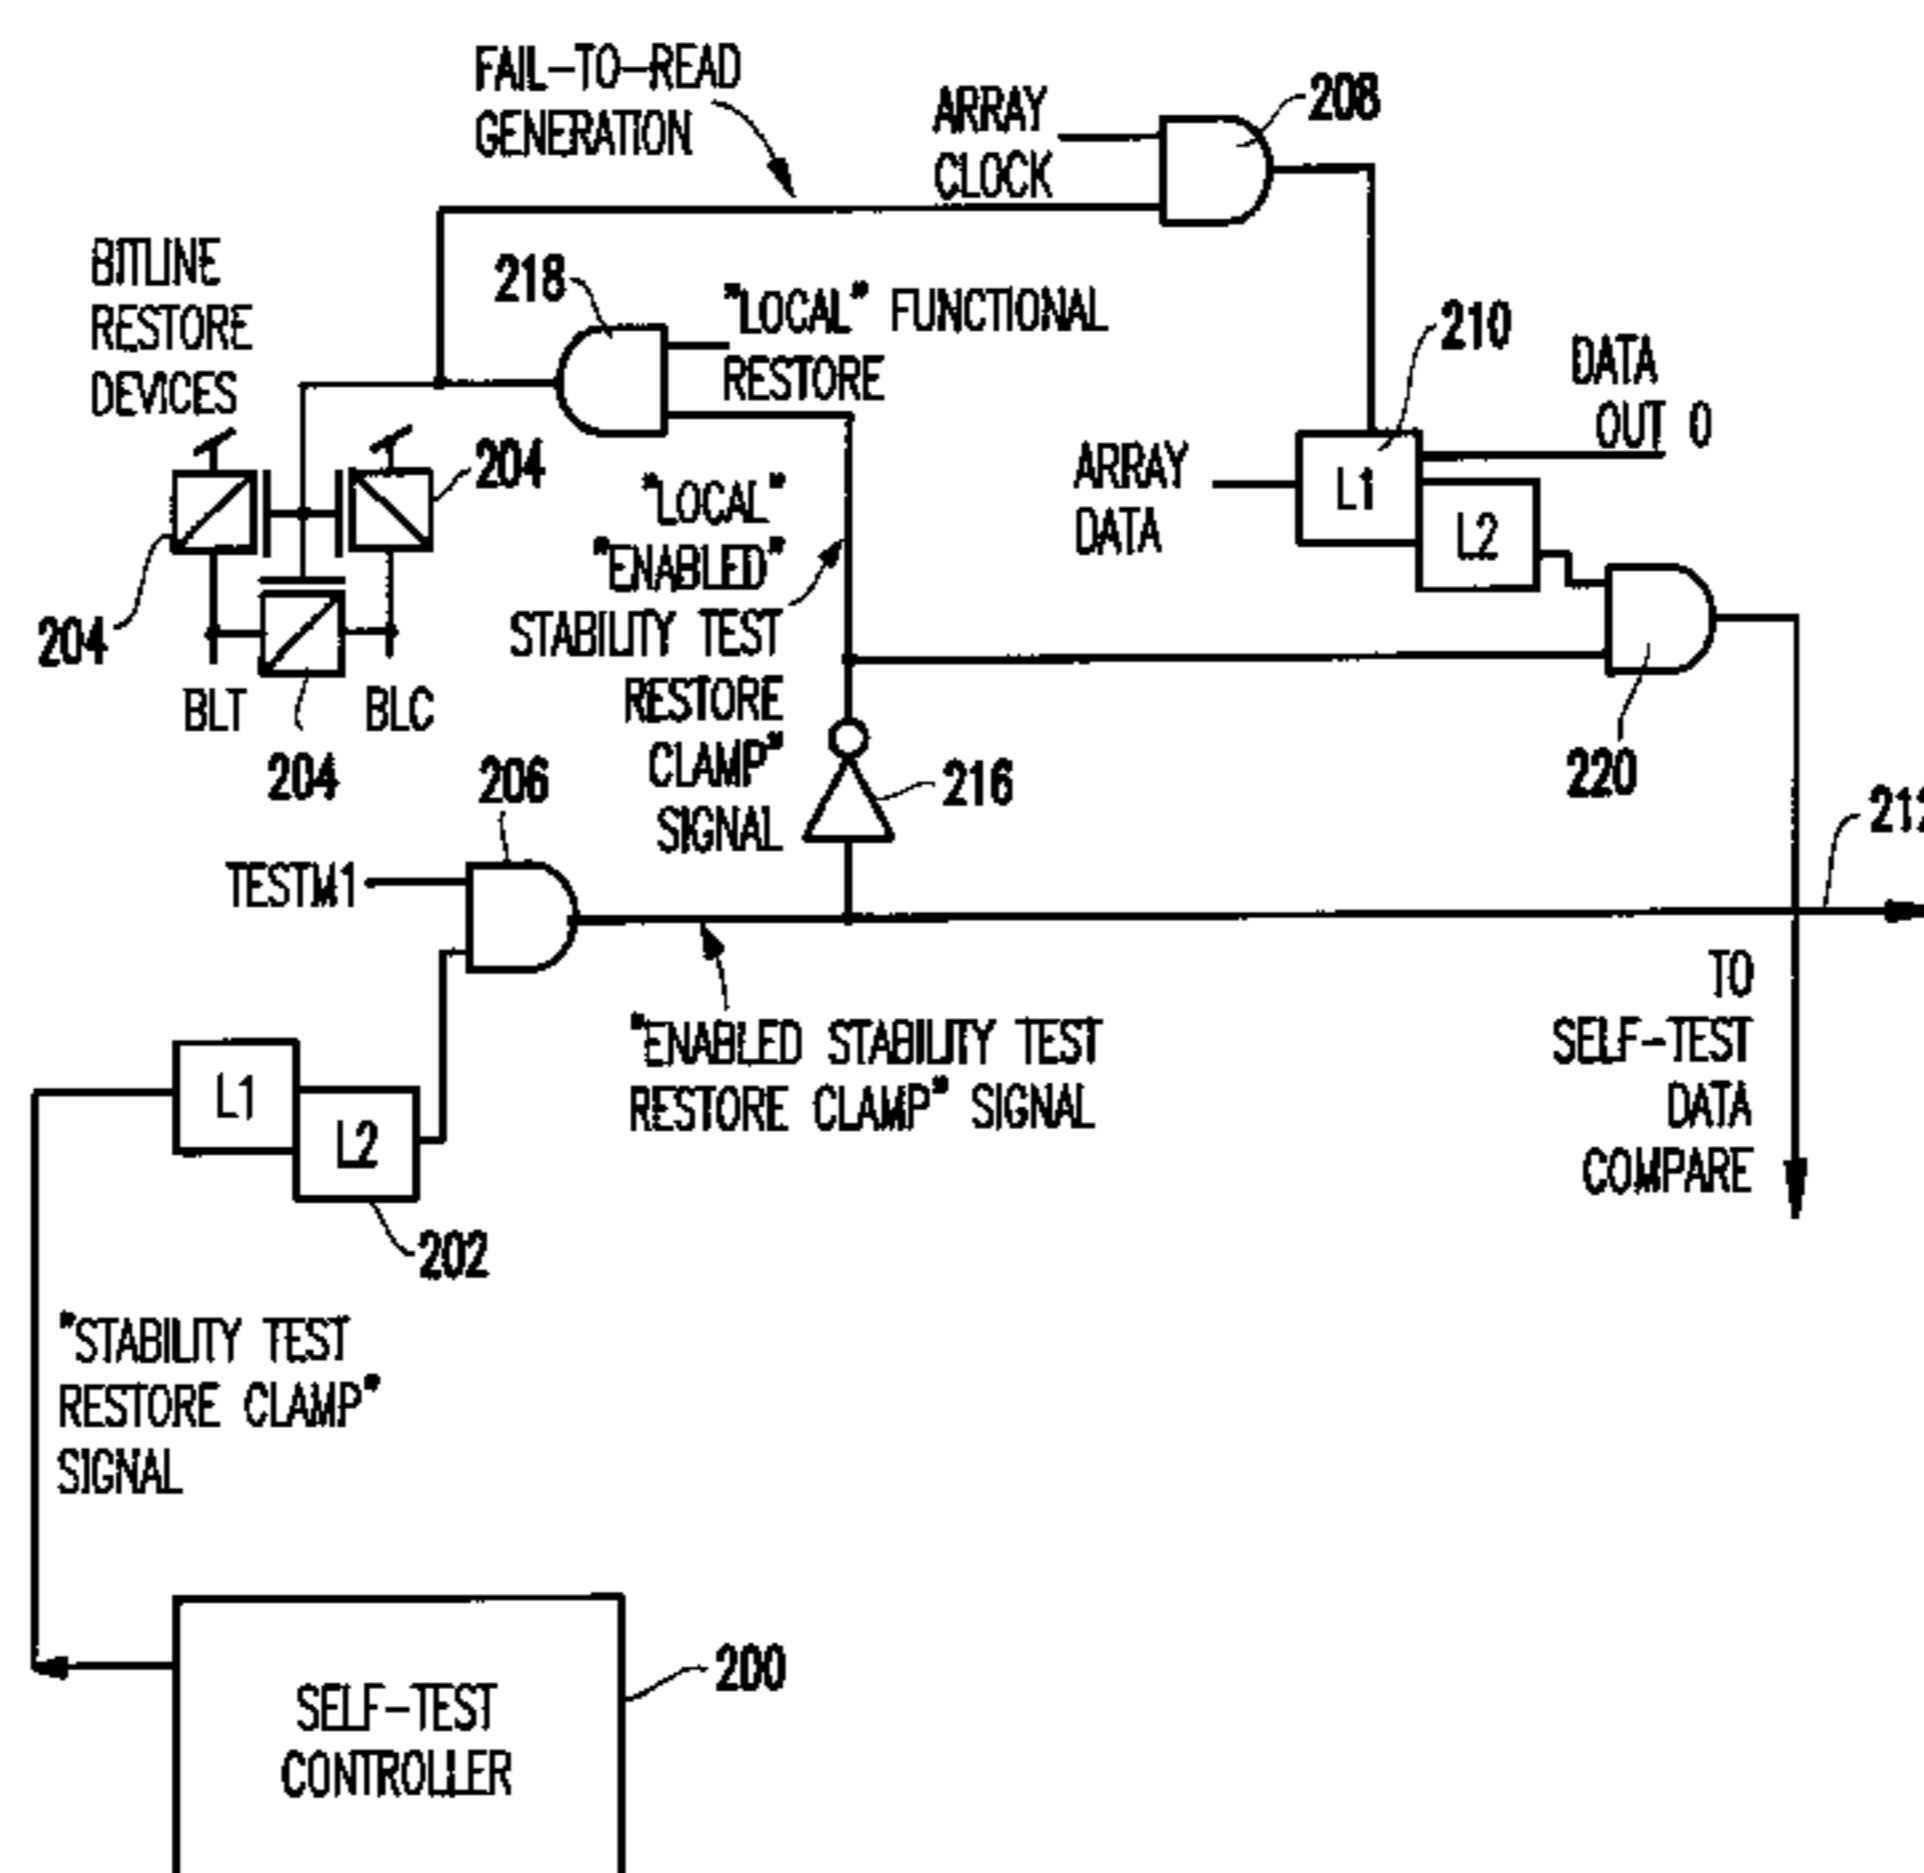 FAIL-TO-READ
GENERATION
ARRAY
CLOCK
208
BITLINE
RESTORE
DEVICES
218
"LOCAL" FUNCTIONAL
RESTORE
210
DATA
OUT 0
204
ARRAY
DATA
L1
L2
"LOCAL"
"ENABLED"
STABILITY TEST
RESTORE
CLAMP"
SIGNAL
204
BLT
BLC
204
220
216
212
206
TESTM1
"ENABLED STABILITY TEST
RESTORE CLAMP" SIGNAL
TO
SELF-TEST
DATA
COMPARE
L1
L2
202
"STABILITY TEST
RESTORE CLAMP"
SIGNAL
200
SELF-TEST
CONTROLLER